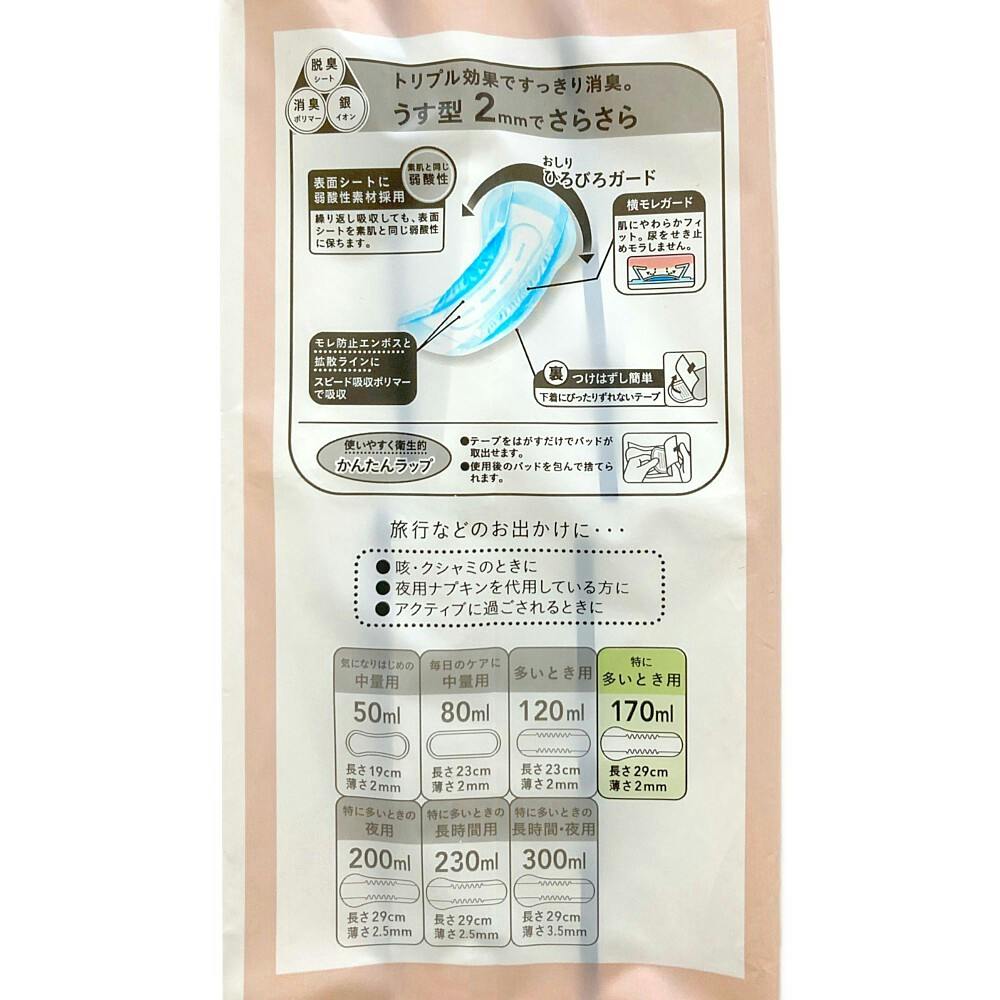 脱臭
シート
消臭
ポリマー
銀
イオン
トリプル効果ですっきり消臭。
うす型 2mmでさらさら
素肌と同じ
弱酸性
表面シートに
弱酸性素材採用
繰り返し吸収しても、表面
シートを素肌と同じ弱酸性
に保ちます。
おしり
ひろびろガード
横モレガード
肌にやわらかフィ
ット。尿をせき止
めモラしません。
モレ防止エンボスと
拡散ラインに
スピード吸収ポリマー
で吸収
裏 つけはずし簡単
下着にぴったりずれないテープ
使いやすく衛生的
かんたんラップ
●テープをはがすだけでパッドが
取出せます。
●使用後のパッドを包んで捨てら
れます。
旅行などのお出かけに・・・
●咳・クシャミのときに
●夜用ナプキンを代用している方に
●アクティブに過ごされるときに
気になりはじめの
中量用
50ml
長さ19cm
薄さ2mm
毎日のケアに
中量用
80ml
長さ23cm
薄さ2mm
多いとき用
120ml
長さ23cm
薄さ2mm
特に
多いとき用
170ml
長さ29cm
薄さ2mm
特に多いときの
夜用
200ml
長さ29cm
薄さ2.5mm
特に多いときの
長時間用
230ml
長さ29cm
薄さ2.5mm
特に多いときの
長時間・夜用
300ml
長さ29cm
薄さ3.5mm